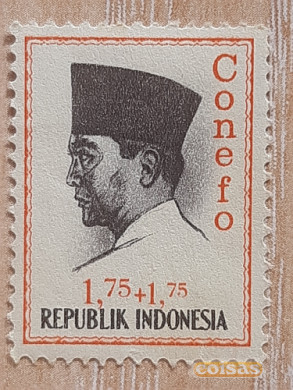 Conefo
1,75+1,75
REPUBLIK INDONESIA
coisas